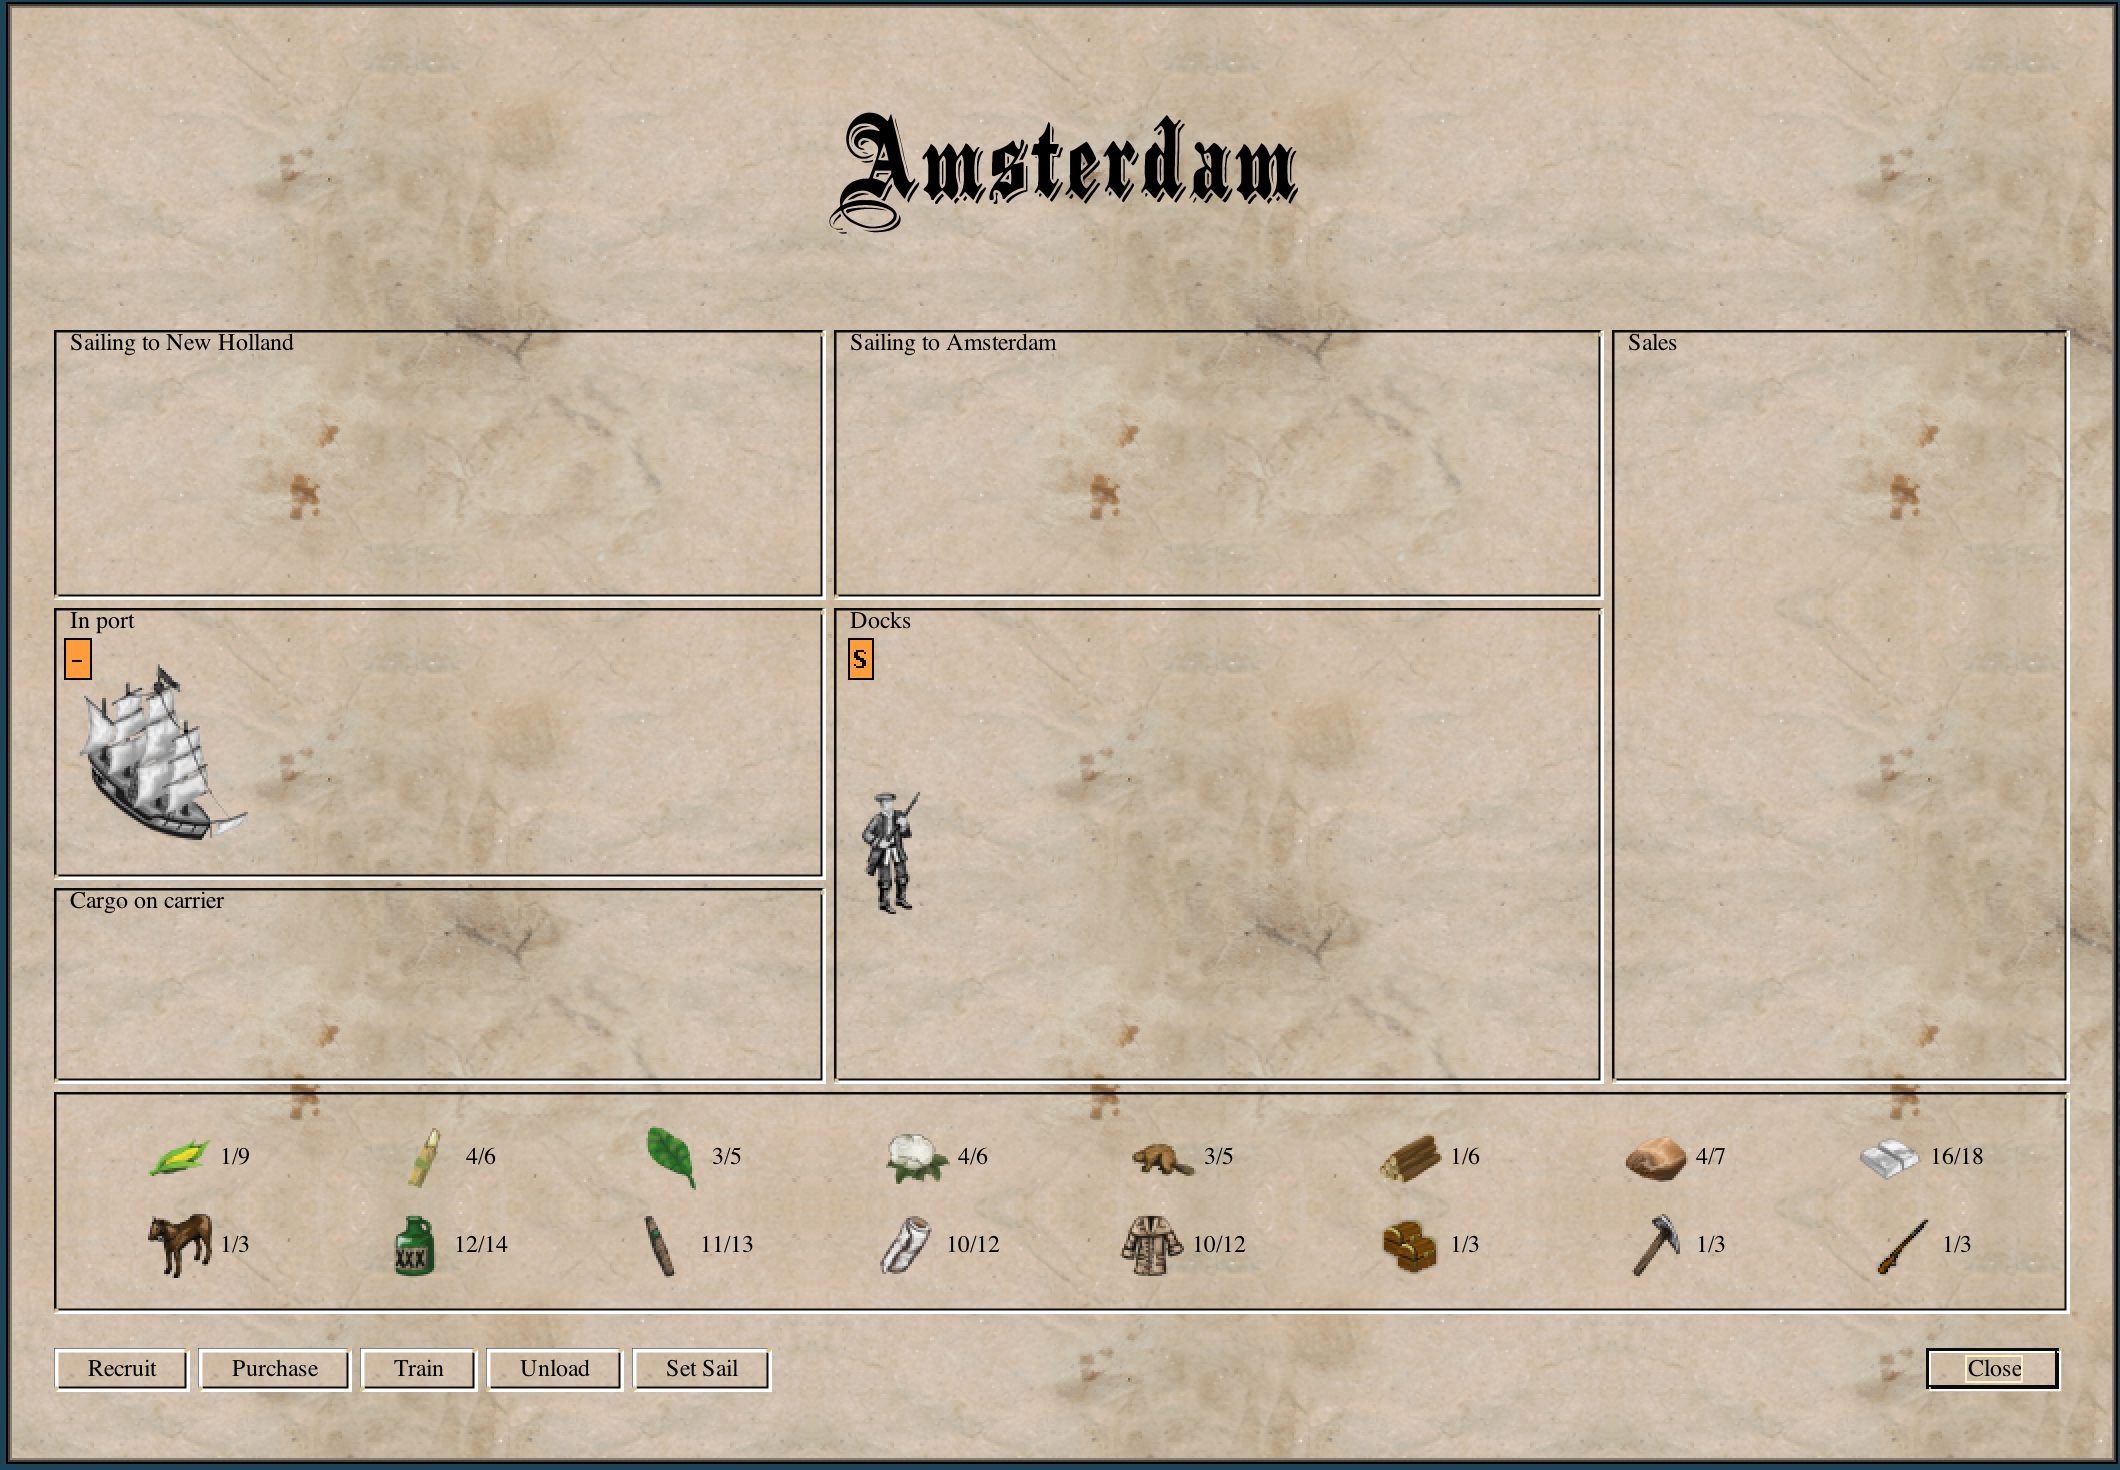 Amsterdam
Sailing to New Holland
Sailing to Amsterdam
Sales
In port
-
Docks
S
Cargo on carrier
1/9 4/6 3/5 4/6 3/5 1/6 4/7 16/18
1/3 12/14 11/13 10/12 10/12 1/3 1/3 1/3
XXX
Recruit Purchase Train Unload Set Sail Close